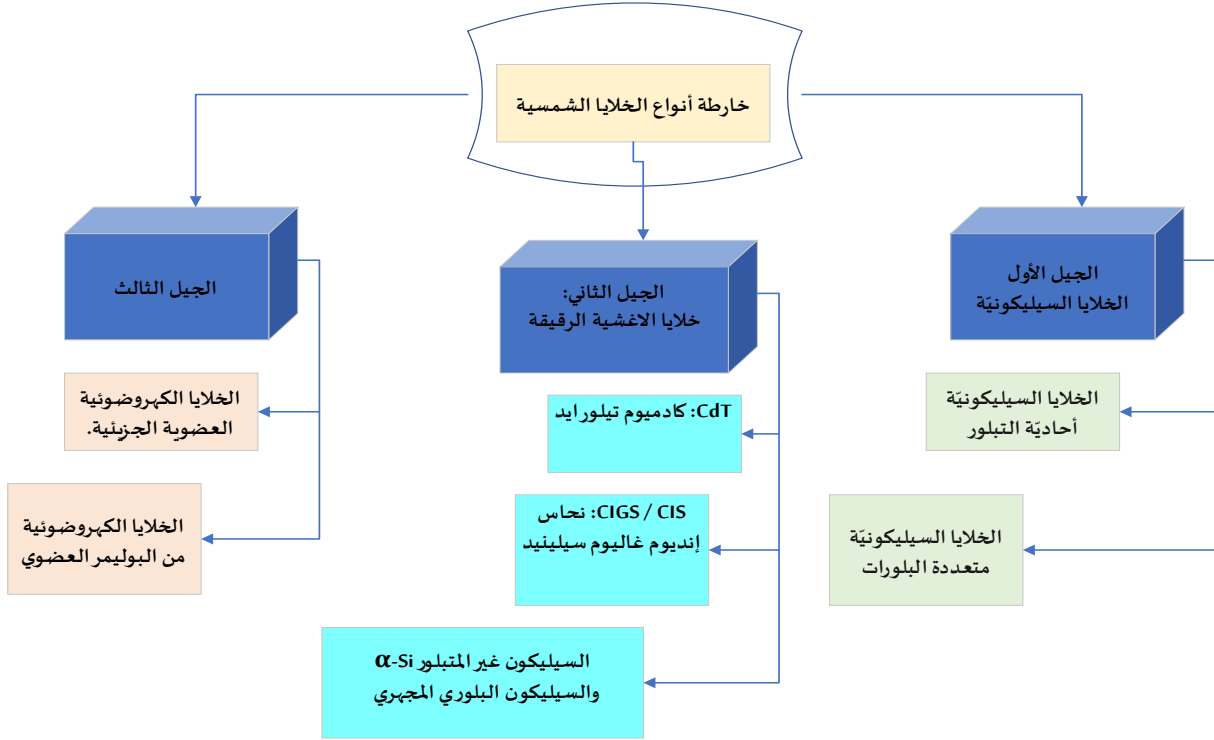 خارطة أنواع الخلايا الشمسية
الجيل الأول
الخلايا السيليكونيّة
الخلايا السيليكونيّة
أحاديّة التبلور
الخلايا السيليكونيّة
متعددة البلورات
الجيل الثاني:
خلايا الاغشية الرقيقة
CdT: كادميوم تيلورايد
CIGS / CIS: نحاس
إنديوم غاليوم سيلينيد
السيليكون غير المتبلور α-Si
والسيليكون البلوري المجهري
الجيل الثالث
الخلايا الكهروضوئية
العضوية الجزيئية.
الخلايا الكهروضوئية
من البوليمر العضوي